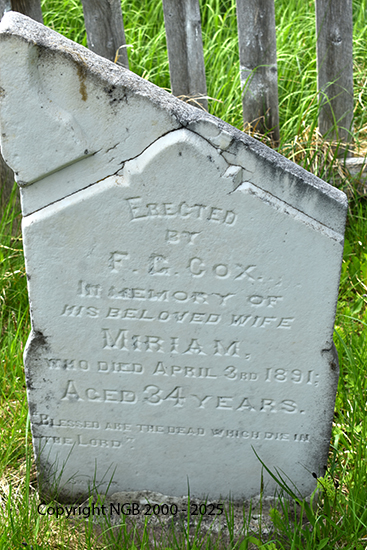 ERECTED
BY
F. G. COX.
IN MEMORY OF
HIS BELOVED WIFE
MIRIAM,
WHO DIED APRIL 3RD 1891;
AGED 34 YEARS.
"BLESSED ARE THE DEAD WHICH DIE IN
THE LORD"
Copyright NGB 2000 - 2025